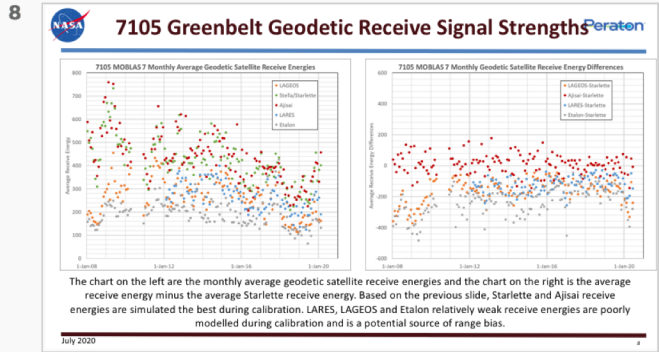 8
NASA
7105 Greenbelt Geodetic Receive Signal Strengths
Peraton
7105 MOBLAS 7 Monthly Average Geodetic Satellite Receive Energies
800
700
600
500
400
300
200
100
0
Average Receive Energy
LAGEOS
Stella/Starlette
Ajisai
LARES
Etalon
1-Jan-08
1-Jan-12
1-Jan-16
1-Jan-20
7105 MOBLAS 7 Monthly Geodetic Satellite Receive Energy Differences
600
400
200
0
-200
-400
-600
Average Receive Energy Differences
LAGEOS-Starlette
Ajisai-Starlette
LARES-Starlette
Etalon-Starlette
1-Jan-08
1-Jan-12
1-Jan-16
1-Jan-20
The chart on the left are the monthly average geodetic satellite receive energies and the chart on the right is the average
receive energy minus the average Starlette receive energy. Based on the previous slide, Starlette and Ajisai receive
energies are simulated the best during calibration. LARES, LAGEOS and Etalon relatively weak receive energies are poorly
modelled during calibration and is a potential source of range bias.
July 2020